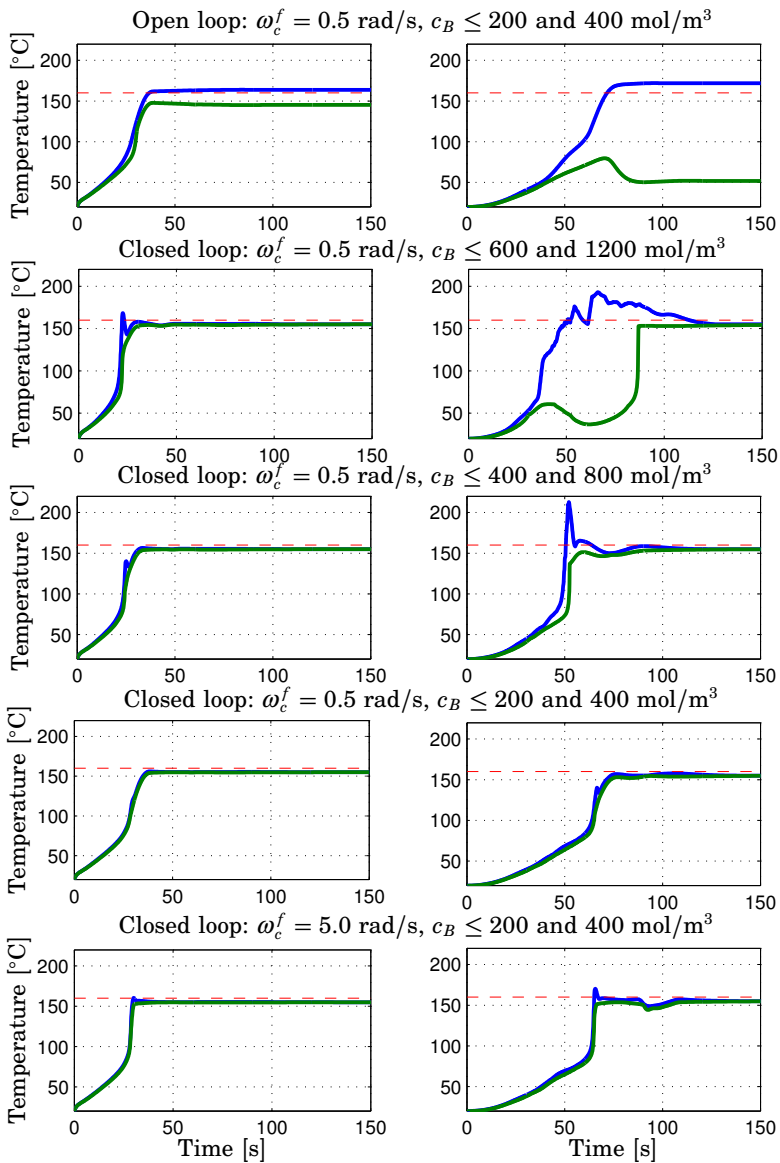 Open loop: ω_c^f = 0.5 rad/s, c_B ≤ 200 and 400 mol/m³
Temperature [°C]
200
150
100
50
0 50 100 150
200
150
100
50
0 50 100 150
Closed loop: ω_c^f = 0.5 rad/s, c_B ≤ 600 and 1200 mol/m³
Temperature [°C]
200
150
100
50
0 50 100 150
200
150
100
50
0 50 100 150
Closed loop: ω_c^f = 0.5 rad/s, c_B ≤ 400 and 800 mol/m³
Temperature [°C]
200
150
100
50
0 50 100 150
200
150
100
50
0 50 100 150
Closed loop: ω_c^f = 0.5 rad/s, c_B ≤ 200 and 400 mol/m³
Temperature [°C]
200
150
100
50
0 50 100 150
200
150
100
50
0 50 100 150
Closed loop: ω_c^f = 5.0 rad/s, c_B ≤ 200 and 400 mol/m³
Temperature [°C]
200
150
100
50
0 50 100 150
Time [s]
200
150
100
50
0 50 100 150
Time [s]